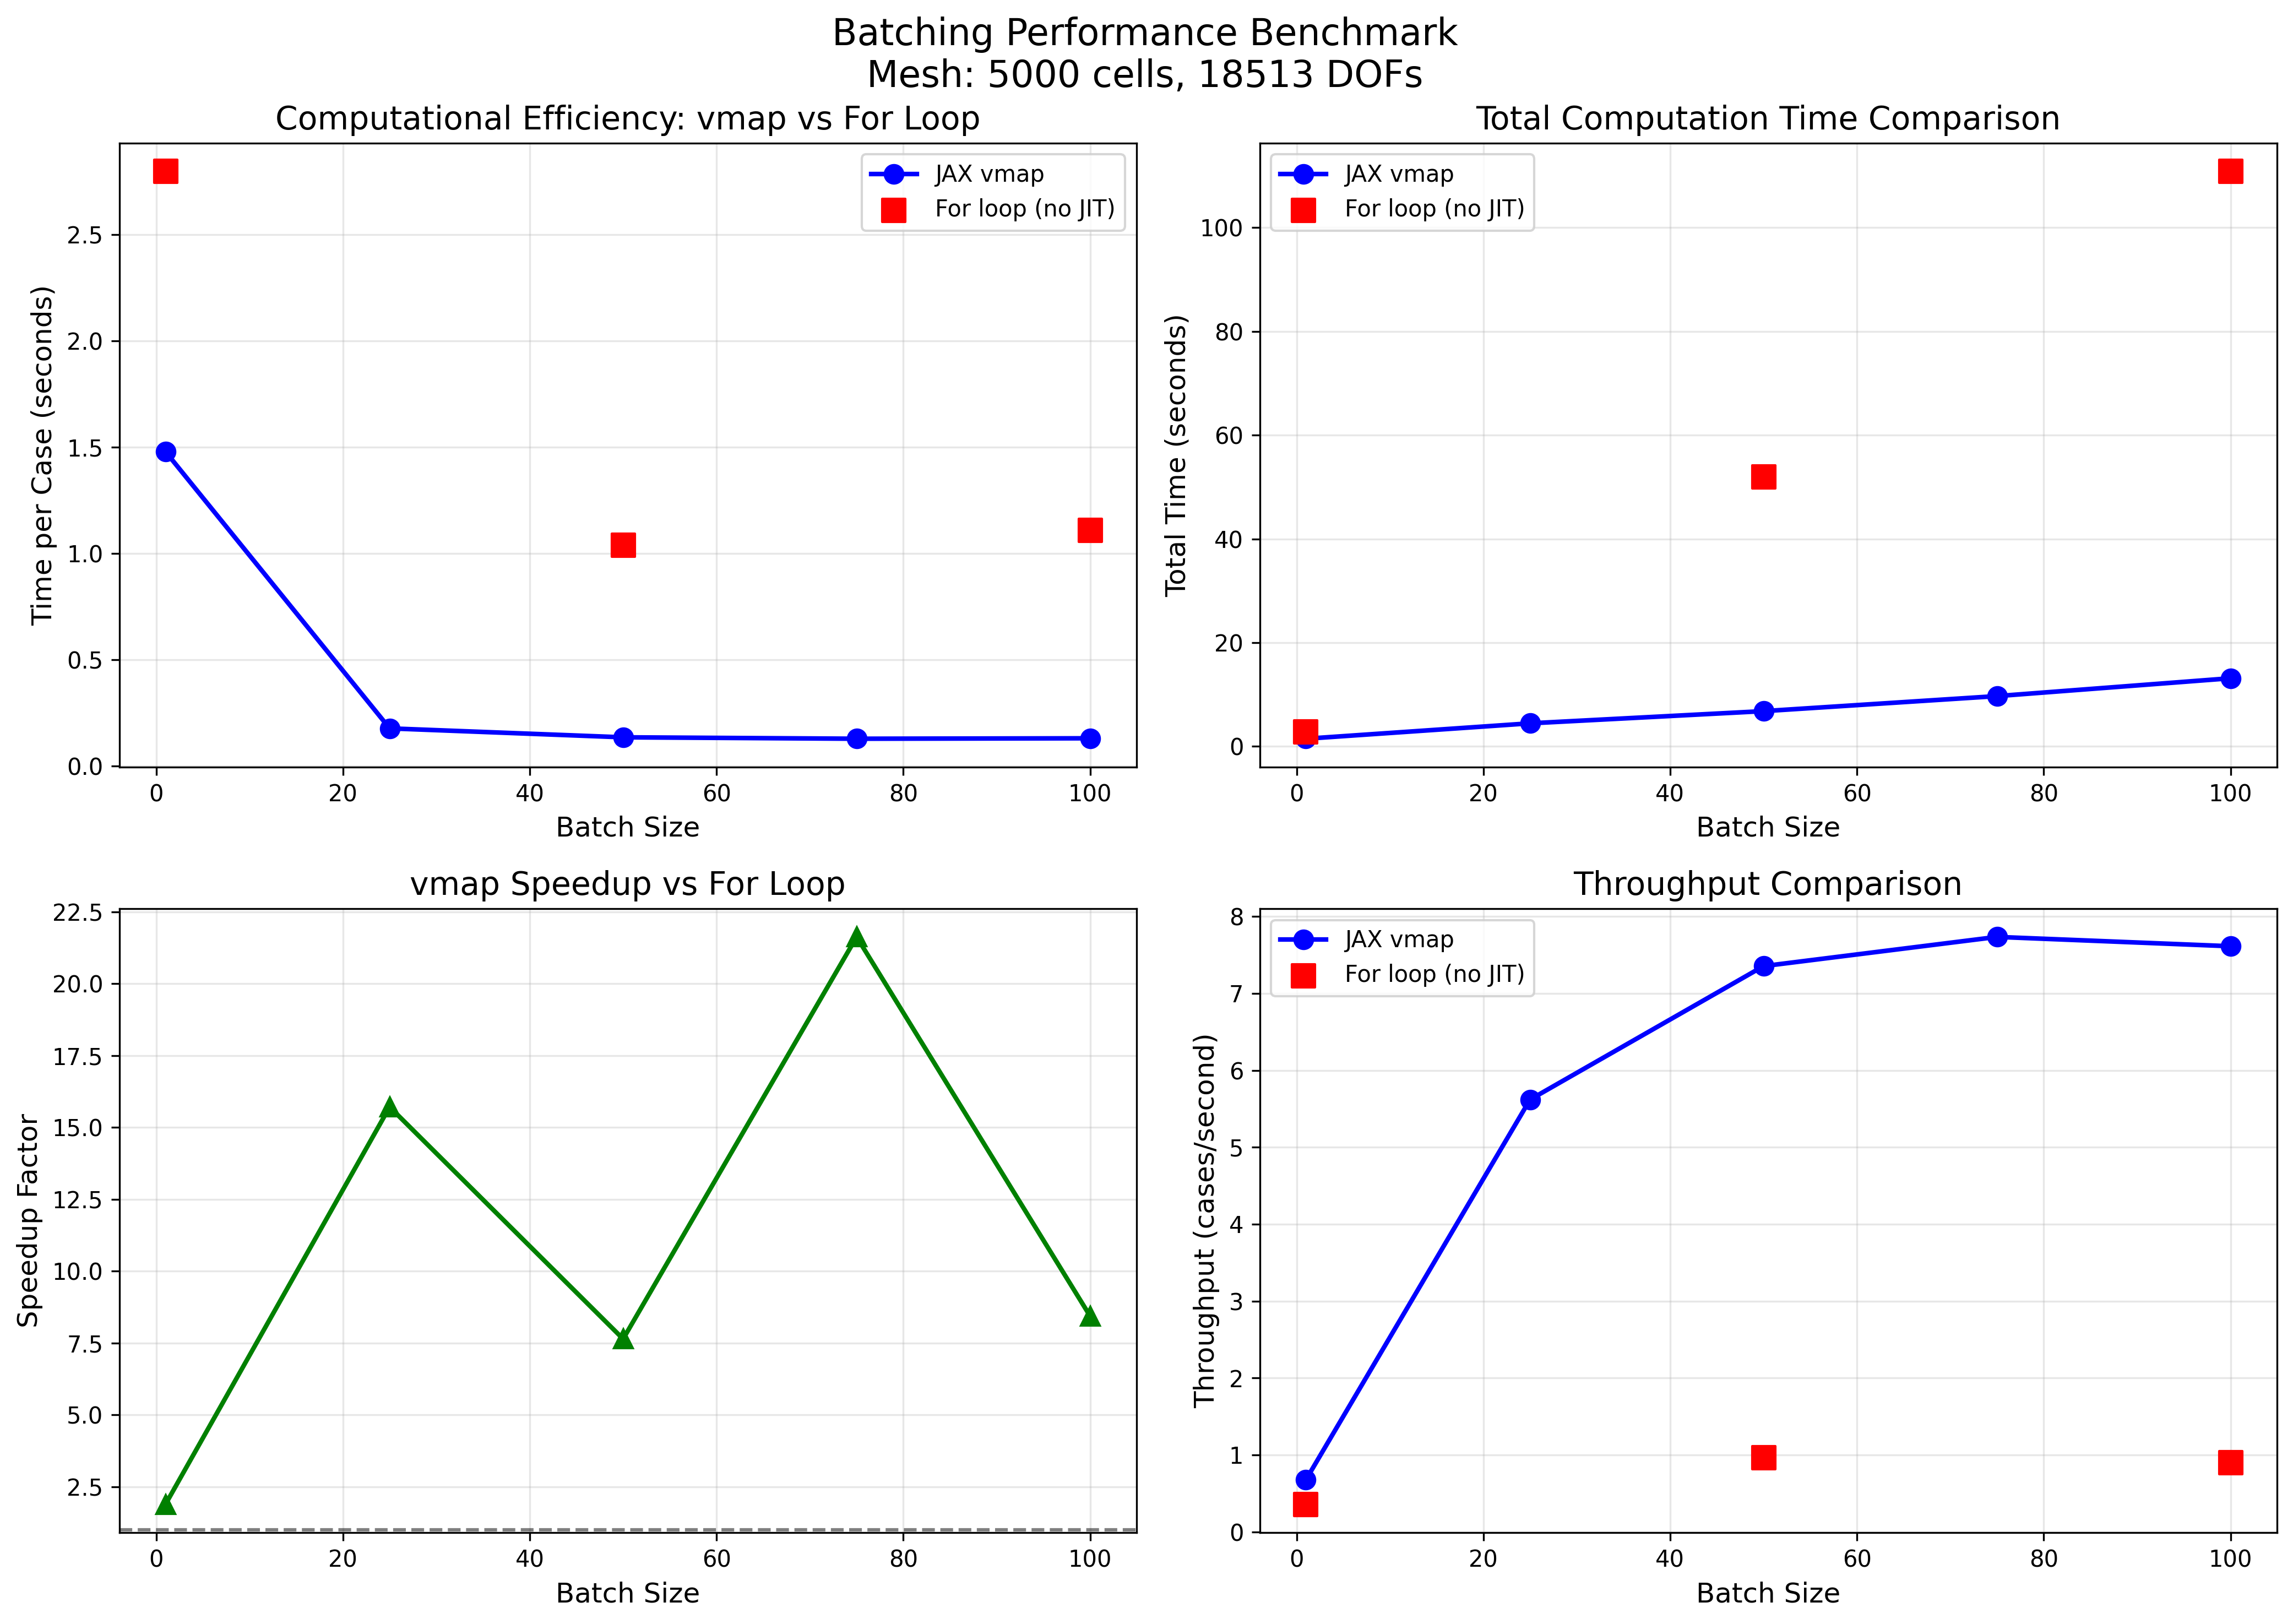 Batching Performance Benchmark
Mesh: 5000 cells, 18513 DOFs
Computational Efficiency: vmap vs For Loop
JAX vmap
For loop (no JIT)
Time per Case (seconds)
2.5
2.0
1.5
1.0
0.5
0.0
0 20 40 60 80 100
Batch Size
Total Computation Time Comparison
JAX vmap
For loop (no JIT)
Total Time (seconds)
100
80
60
40
20
0
0 20 40 60 80 100
Batch Size
vmap Speedup vs For Loop
Speedup Factor
22.5
20.0
17.5
15.0
12.5
10.0
7.5
5.0
2.5
0 20 40 60 80 100
Batch Size
Throughput Comparison
JAX vmap
For loop (no JIT)
Throughput (cases/second)
8
7
6
5
4
3
2
1
0
0 20 40 60 80 100
Batch Size